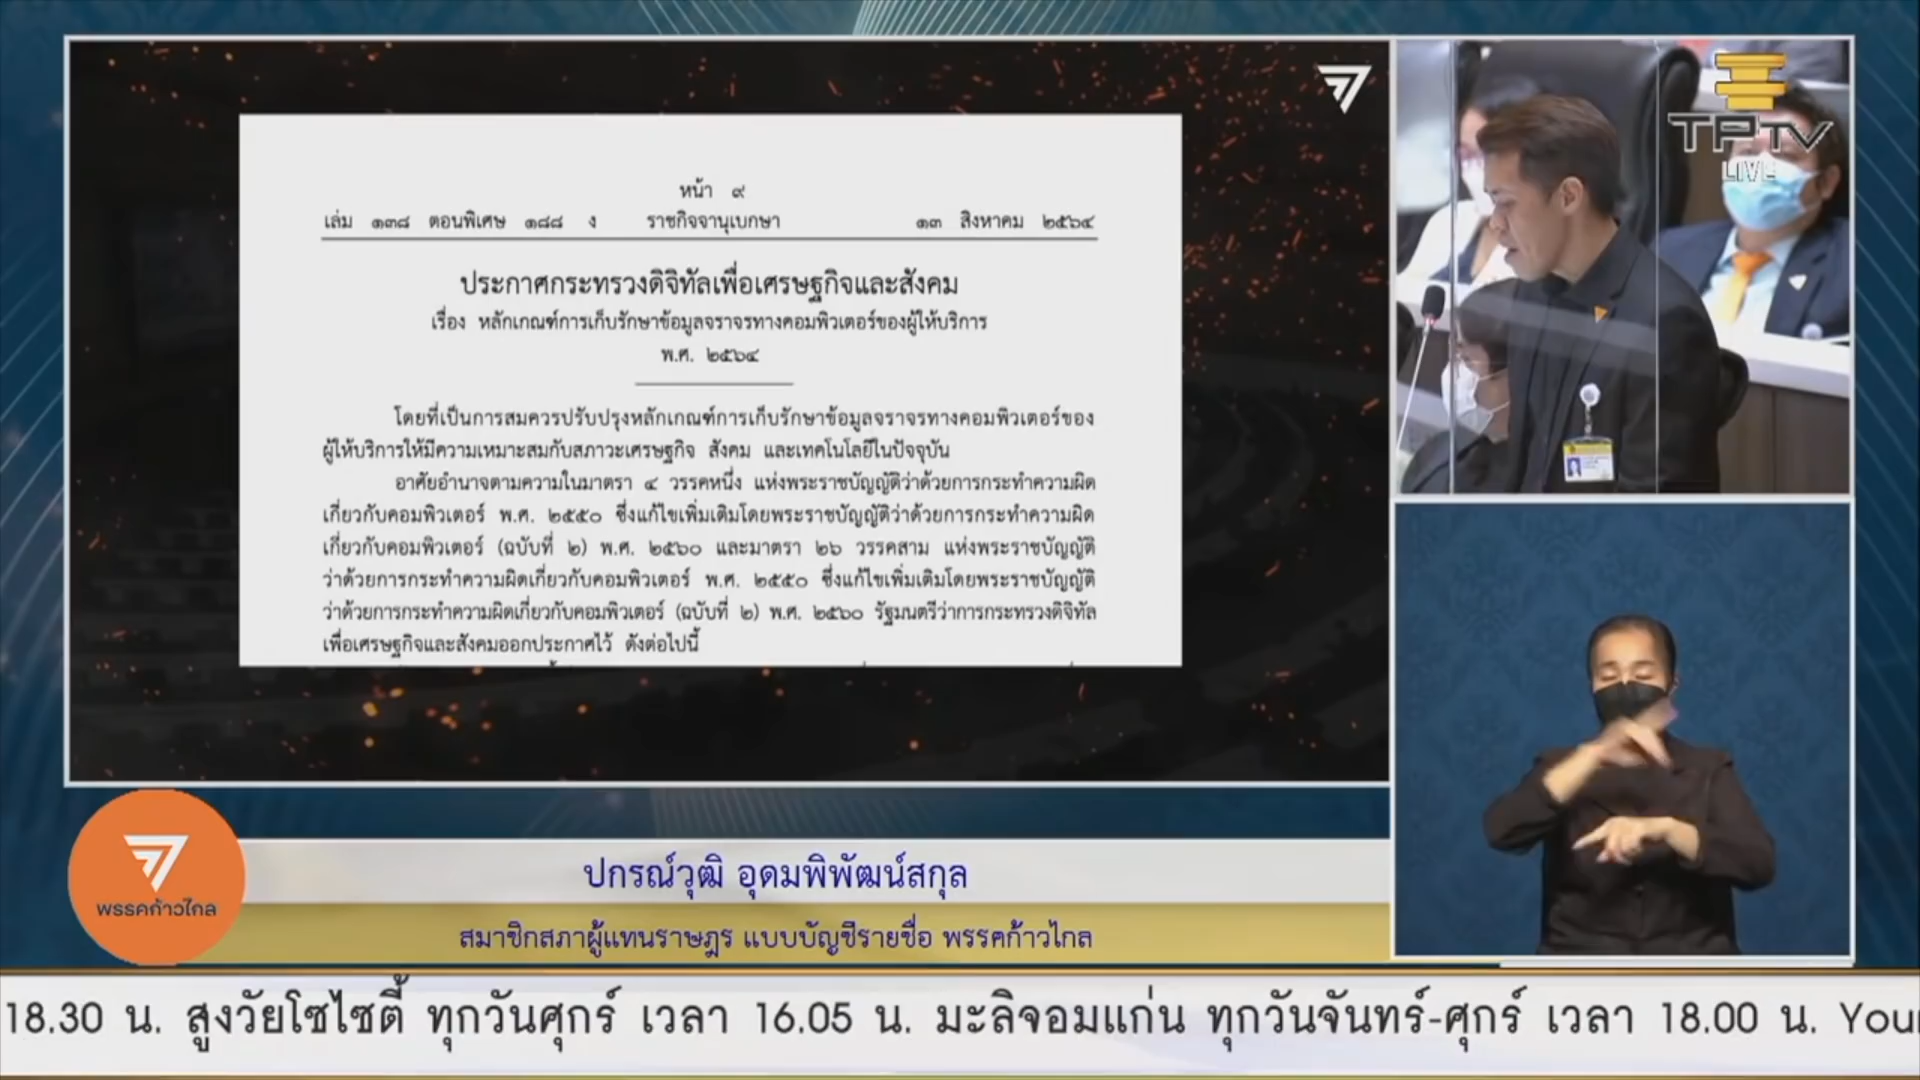 หน้า ๙
เล่ม ๑๓๘ ตอนพิเศษ ๑๘๘ ง ราชกิจจานุเบกษา ๑๓ สิงหาคม ๒๕๖๔
ประกาศกระทรวงดิจิทัลเพื่อเศรษฐกิจและสังคม
เรื่อง หลักเกณฑ์การเก็บรักษาข้อมูลจราจรทางคอมพิวเตอร์ของผู้ให้บริการ
พ.ศ. ๒๕๖๔
โดยที่เป็นการสมควรปรับปรุงหลักเกณฑ์การเก็บรักษาข้อมูลจราจรทางคอมพิวเตอร์ของ
ผู้ให้บริการให้มีความเหมาะสมกับสภาวะเศรษฐกิจ สังคม และเทคโนโลยีในปัจจุบัน
อาศัยอำนาจตามความในมาตรา ๔ วรรคหนึ่ง แห่งพระราชบัญญัติว่าด้วยการกระทำความผิด
เกี่ยวกับคอมพิวเตอร์ พ.ศ. ๒๕๕๐ ซึ่งแก้ไขเพิ่มเติมโดยพระราชบัญญัติว่าด้วยการกระทำความผิด
เกี่ยวกับคอมพิวเตอร์ (ฉบับที่ ๒) พ.ศ. ๒๕๖๐ และมาตรา ๒๖ วรรคสาม แห่งพระราชบัญญัติ
ว่าด้วยการกระทำความผิดเกี่ยวกับคอมพิวเตอร์ พ.ศ. ๒๕๕๐ ซึ่งแก้ไขเพิ่มเติมโดยพระราชบัญญัติ
ว่าด้วยการกระทำความผิดเกี่ยวกับคอมพิวเตอร์ (ฉบับที่ ๒) พ.ศ. ๒๕๖๐ รัฐมนตรีว่าการกระทรวงดิจิทัล
เพื่อเศรษฐกิจและสังคมออกประกาศไว้ ดังต่อไปนี้
TPTV
LIVE
พรรคก้าวไกล
ปกรณ์วุฒิ อุดมพิพัฒน์สกุล
สมาชิกสภาผู้แทนราษฎร แบบบัญชีรายชื่อ พรรคก้าวไกล
18.30 น. สูงวัยโซไซตี้ ทุกวันศุกร์ เวลา 16.05 น. มะลิจอมแก่น ทุกวันจันทร์-ศุกร์ เวลา 18.00 น. Your